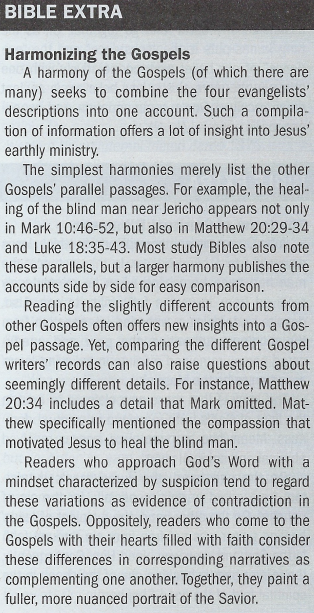 BIBLE EXTRA
Harmonizing the Gospels
A harmony of the Gospels (of which there are
many) seeks to combine the four evangelists'
descriptions into one account. Such a compila-
tion of information offers a lot of insight into Jesus'
earthly ministry.
The simplest harmonies merely list the other
Gospels' parallel passages. For example, the heal-
ing of the blind man near Jericho appears not only
in Mark 10:46-52, but also in Matthew 20:29-34
and Luke 18:35-43. Most study Bibles also note
these parallels, but a larger harmony publishes the
accounts side by side for easy comparison.
Reading the slightly different accounts from
other Gospels often offers new insights into a Gos-
pel passage. Yet, comparing the different Gospel
writers' records can also raise questions about
seemingly different details. For instance, Matthew
20:34 includes a detail that Mark omitted. Mat-
thew specifically mentioned the compassion that
motivated Jesus to heal the blind man.
Readers who approach God's Word with a
mindset characterized by suspicion tend to regard
these variations as evidence of contradiction in
the Gospels. Oppositely, readers who come to the
Gospels with their hearts filled with faith consider
these differences in corresponding narratives as
complementing one another. Together, they paint a
fuller, more nuanced portrait of the Savior.